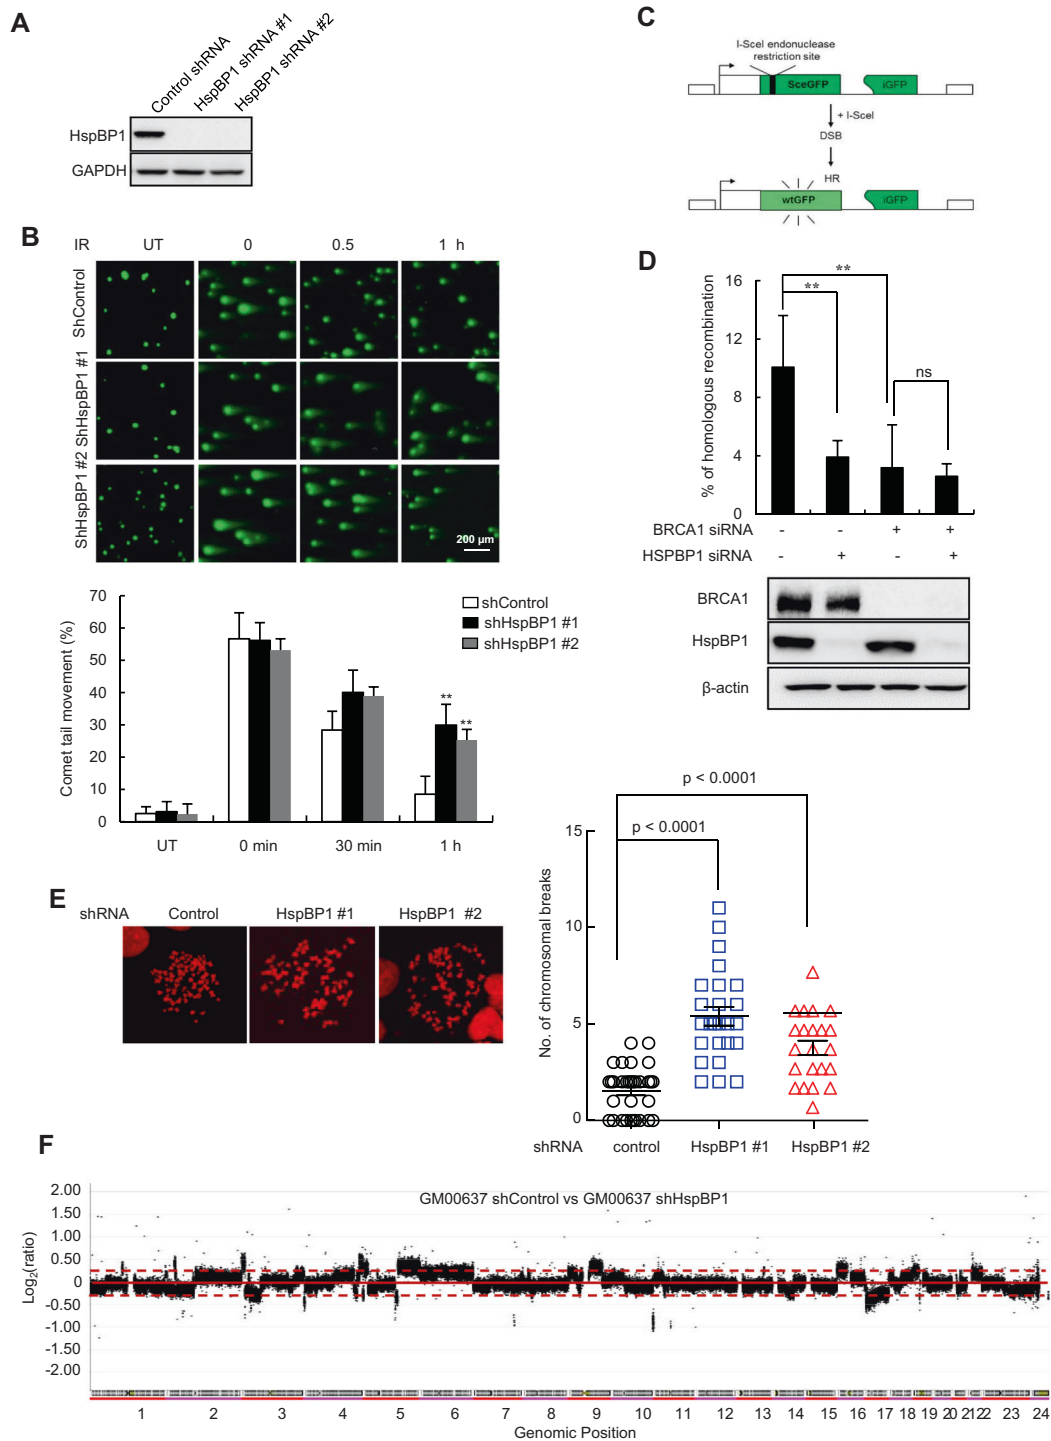 A
Control shRNA
HspBP1 shRNA #1
HspBP1 shRNA #2
HspBP1
GAPDH
B
IR UT 0 0.5 1 h
ShControl
ShHspBP1 #1
ShHspBP1 #2
200 µm
70
60
50
40
30
20
10
0
Comet tail movement (%)
shControl
shHspBP1 #1
shHspBP1 #2
**
**
UT 0 min 30 min 1 h
C
I-SceI endonuclease
restriction site
SceGFP iGFP
+ I-SceI
DSB
HR
wtGFP iGFP
D
% of homologous recombination
16
12
8
4
0
**
**
ns
BRCA1 siRNA - - + +
HSPBP1 siRNA - + - +
BRCA1
HspBP1
β-actin
E
shRNA Control HspBP1 #1 HspBP1 #2
No. of chromosomal breaks
15
10
5
0
p < 0.0001
p < 0.0001
shRNA control HspBP1 #1 HspBP1 #2
F
GM00637 shControl vs GM00637 shHspBP1
Log2(ratio)
2.00
1.50
1.00
0.50
0
-0.50
-1.00
-1.50
-2.00
1 2 3 4 5 6 7 8 9 10 11 12 13 14 15 16 17 18 19 20 21 22 23 24
Genomic Position